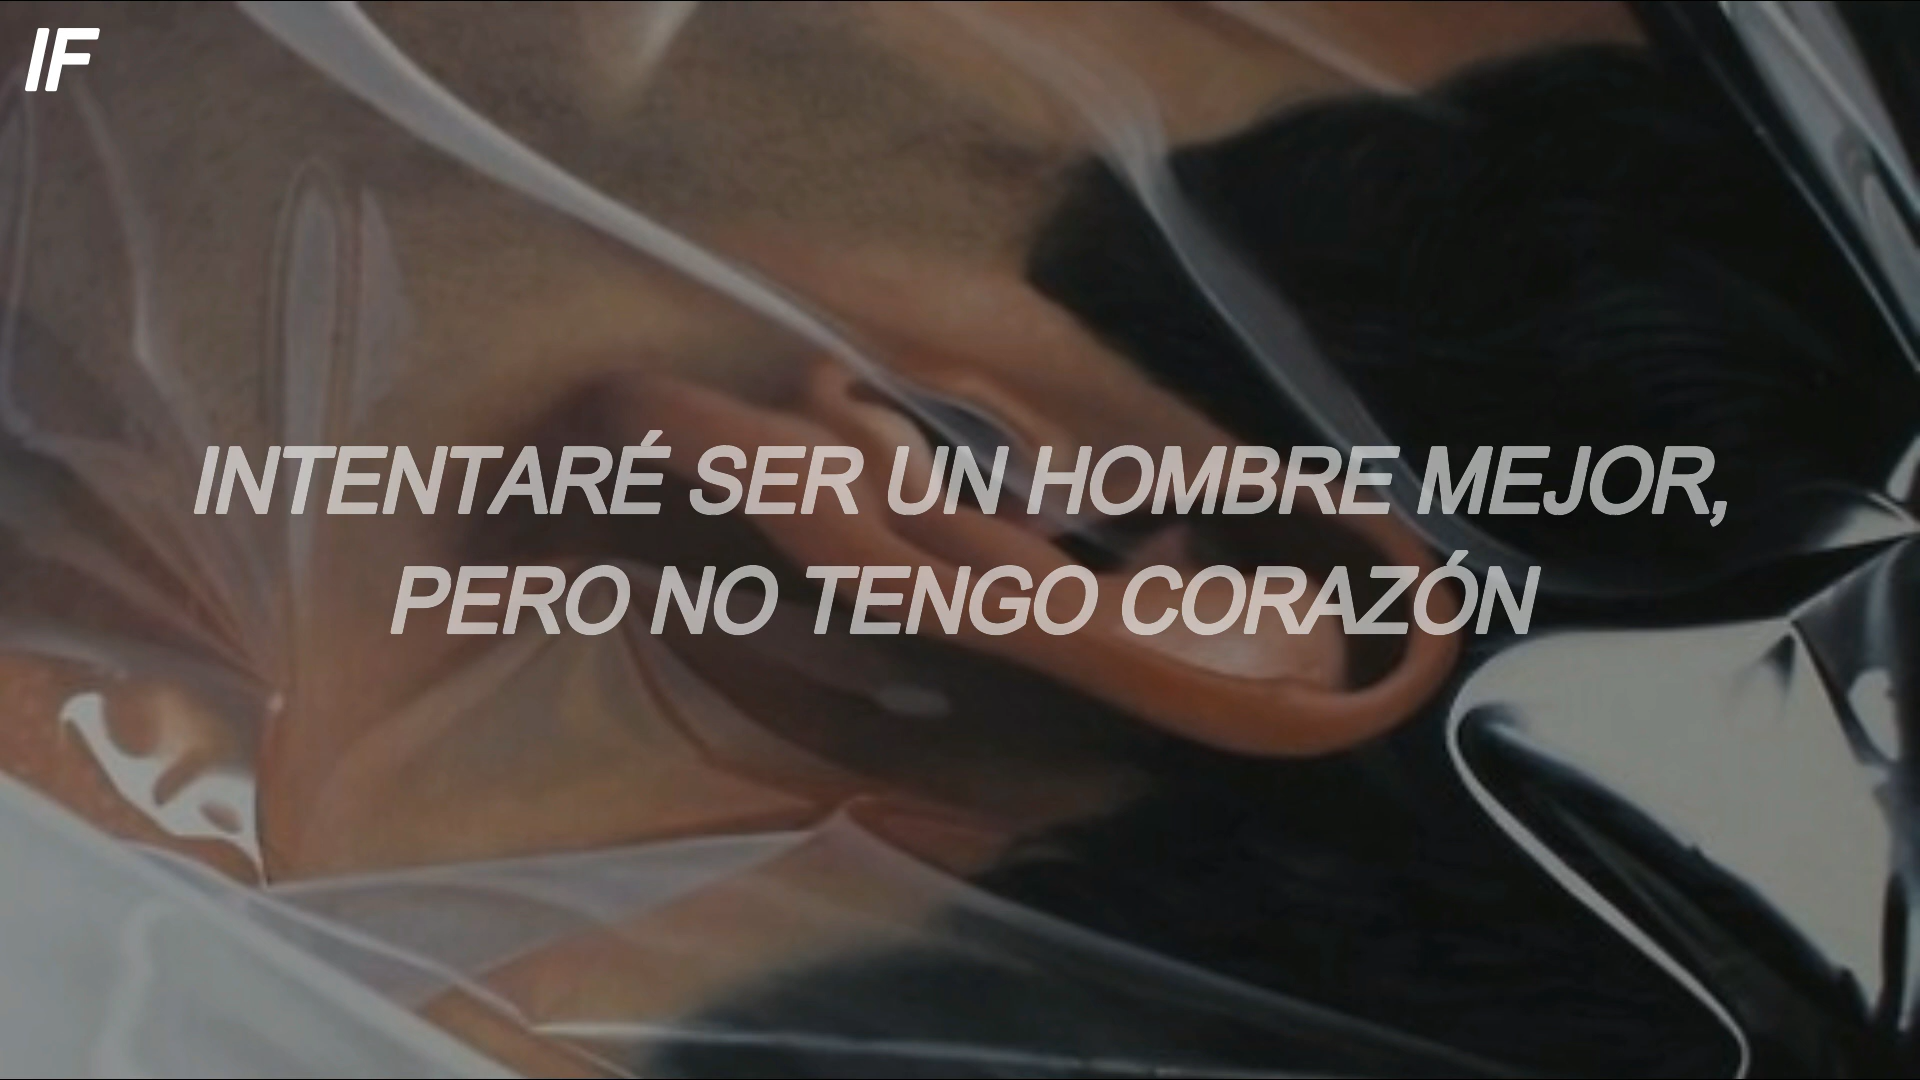 IF
INTENTARÉ SER UN HOMBRE MEJOR,
PERO NO TENGO CORAZÓN